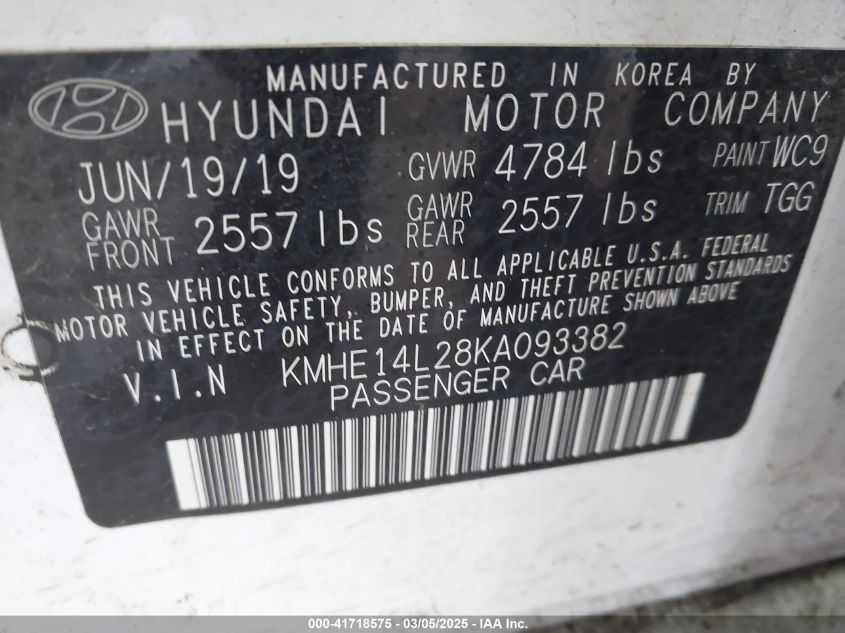 MANUFACTURED IN KOREA BY
HYUNDAI MOTOR COMPANY
JUN/19/19 GVWR 4784 lbs PAINT WC9
GAWR FRONT 2557 lbs GAWR REAR 2557 lbs TRIM TGG
THIS VEHICLE CONFORMS TO ALL APPLICABLE U.S.A. FEDERAL
MOTOR VEHICLE SAFETY, BUMPER, AND THEFT PREVENTION STANDARDS
IN EFFECT ON THE DATE OF MANUFACTURE SHOWN ABOVE
V.I.N KMHE14L28KA093382
PASSENGER CAR
000-41718575 — 03/05/2025 - IAA Inc.